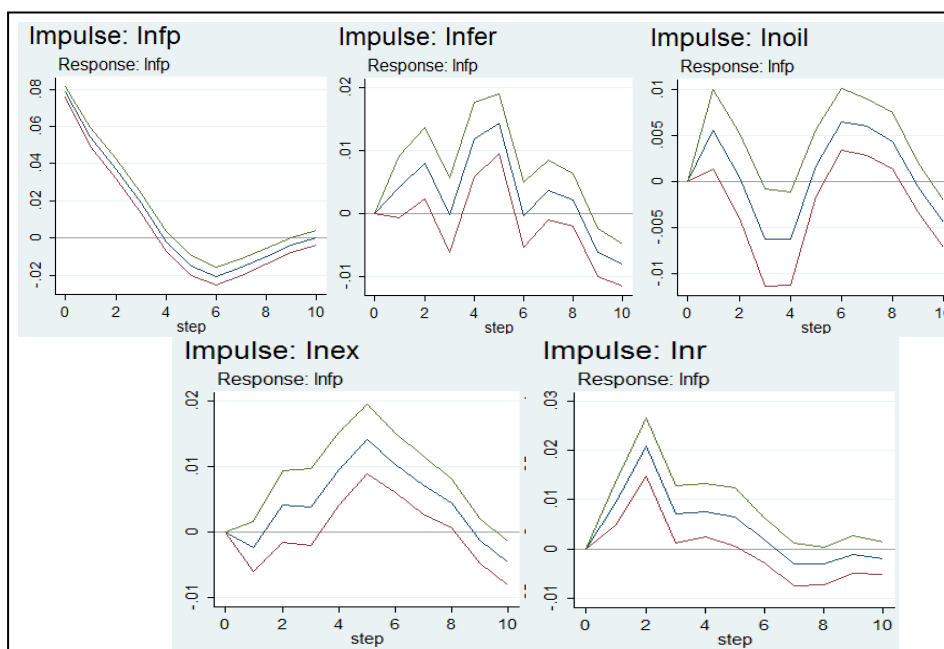 Impulse: lnfp
Response: lnfp
.08
.06
.04
.02
0
-.02
0 2 4 6 8 10
step
Impulse: lnfer
Response: lnfp
.02
.01
0
-.01
0 2 4 6 8 10
step
Impulse: lnoil
Response: lnfp
.01
.005
0
-.005
-.01
0 2 4 6 8 10
step
Impulse: lnex
Response: lnfp
.02
.01
0
-.01
0 2 4 6 8 10
step
Impulse: lnr
Response: lnfp
.03
.02
.01
0
-.01
0 2 4 6 8 10
step